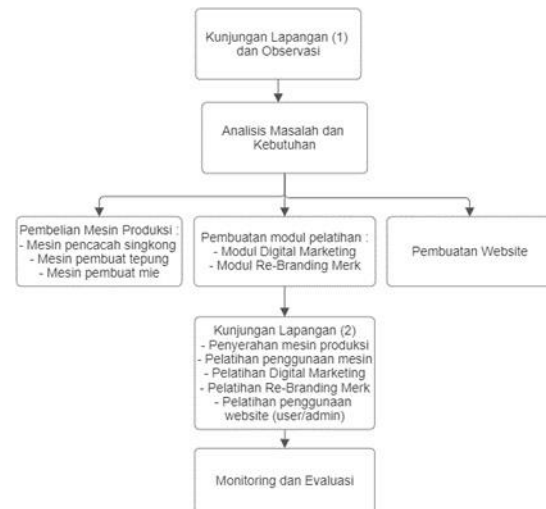 Kunjungan Lapangan (1)
dan Observasi
Analisis Masalah dan
Kebutuhan
Pembelian Mesin Produksi :
- Mesin pencacah singkong
- Mesin pembuat tepung
- Mesin pembuat mie
Pembuatan modul pelatihan :
- Modul Digital Marketing
- Modul Re-Branding Merk
Pembuatan Website
Kunjungan Lapangan (2)
- Penyerahan mesin produksi
- Pelatihan penggunaan mesin
- Pelatihan Digital Marketing
- Pelatihan Re-Branding Merk
- Pelatihan penggunaan
website (user/admin)
Monitoring dan Evaluasi